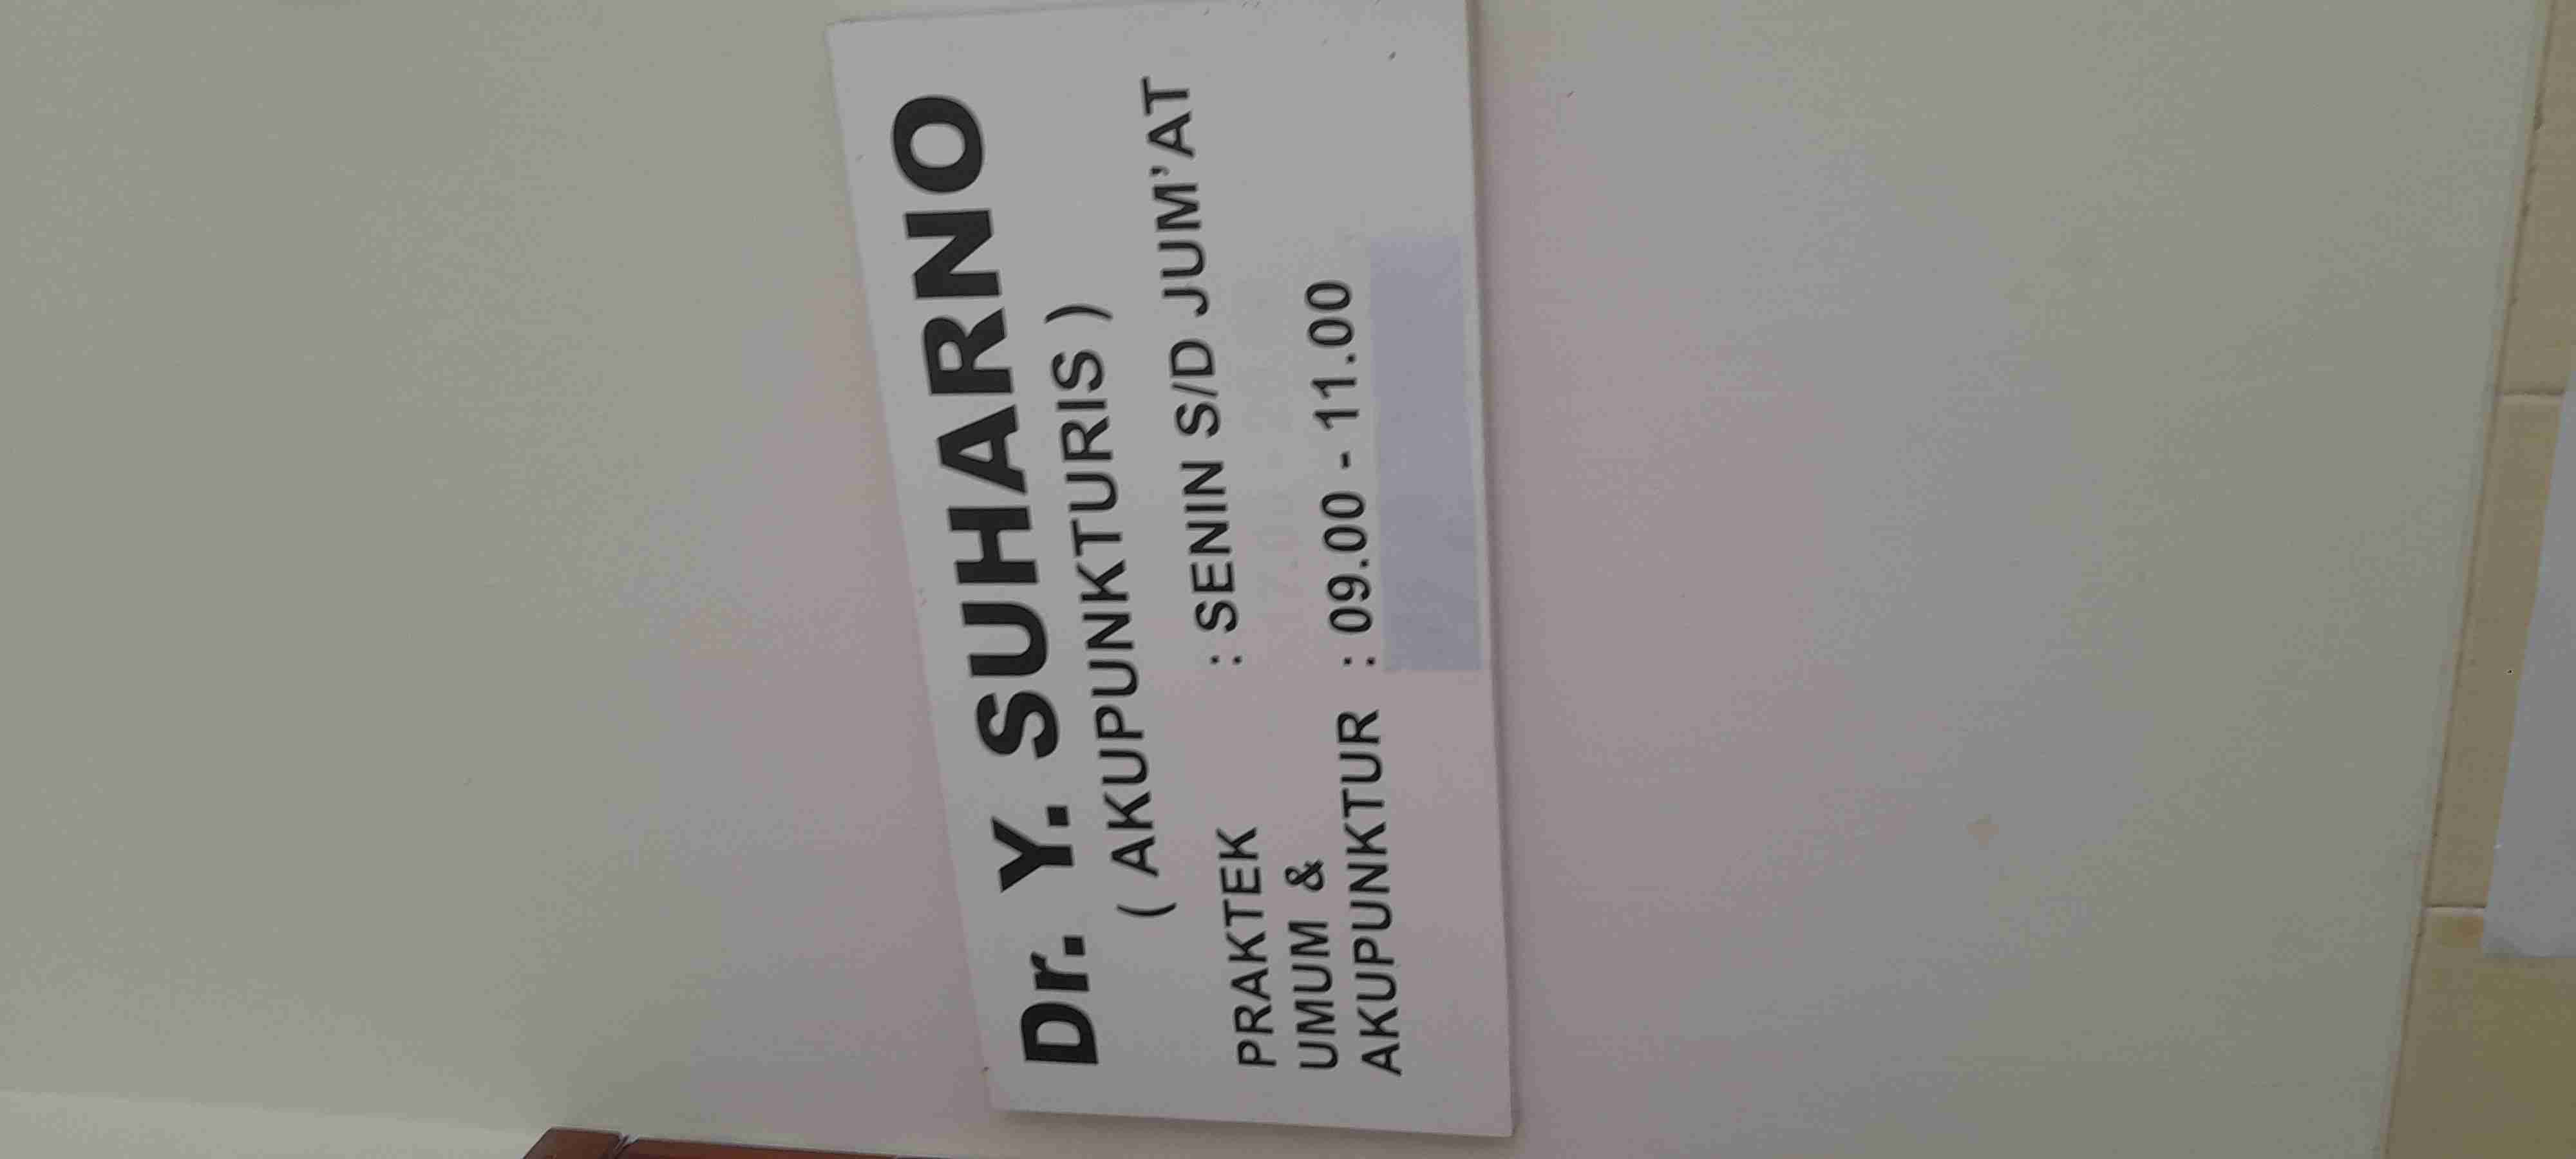 Dr. Y. SUHARNO
( AKUPUNKTURIS )
PRAKTEK : SENIN S/D JUM'AT
UMUM &
AKUPUNKTUR : 09.00 - 11.00